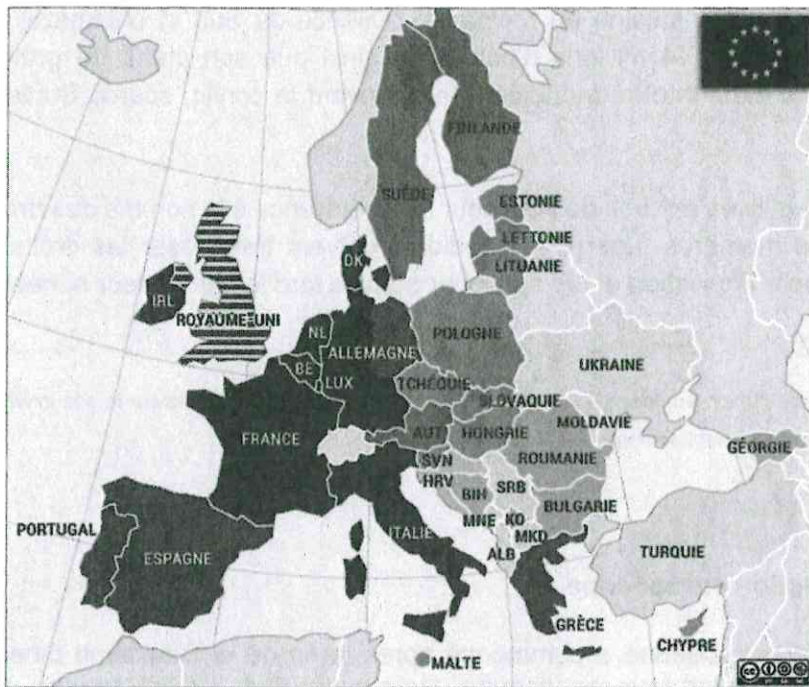 FINLANDE
SUÈDE
ESTONIE
LETTONIE
LITUANIE
DK
IRL
ROYAUME-UNI
NL
POLOGNE
ALLEMAGNE
BE
UKRAINE
LUX
TCHÉQUIE
SLOVAQUIE
MOLDAVIE
FRANCE
AUT
HONGRIE
GÉORGIE
SVN
ROUMANIE
HRV
BIH
SRB
BULGARIE
MNE
KO
PORTUGAL
ITALIE
MKD
ESPAGNE
ALB
TURQUIE
GRÈCE
CHYPRE
MALTE